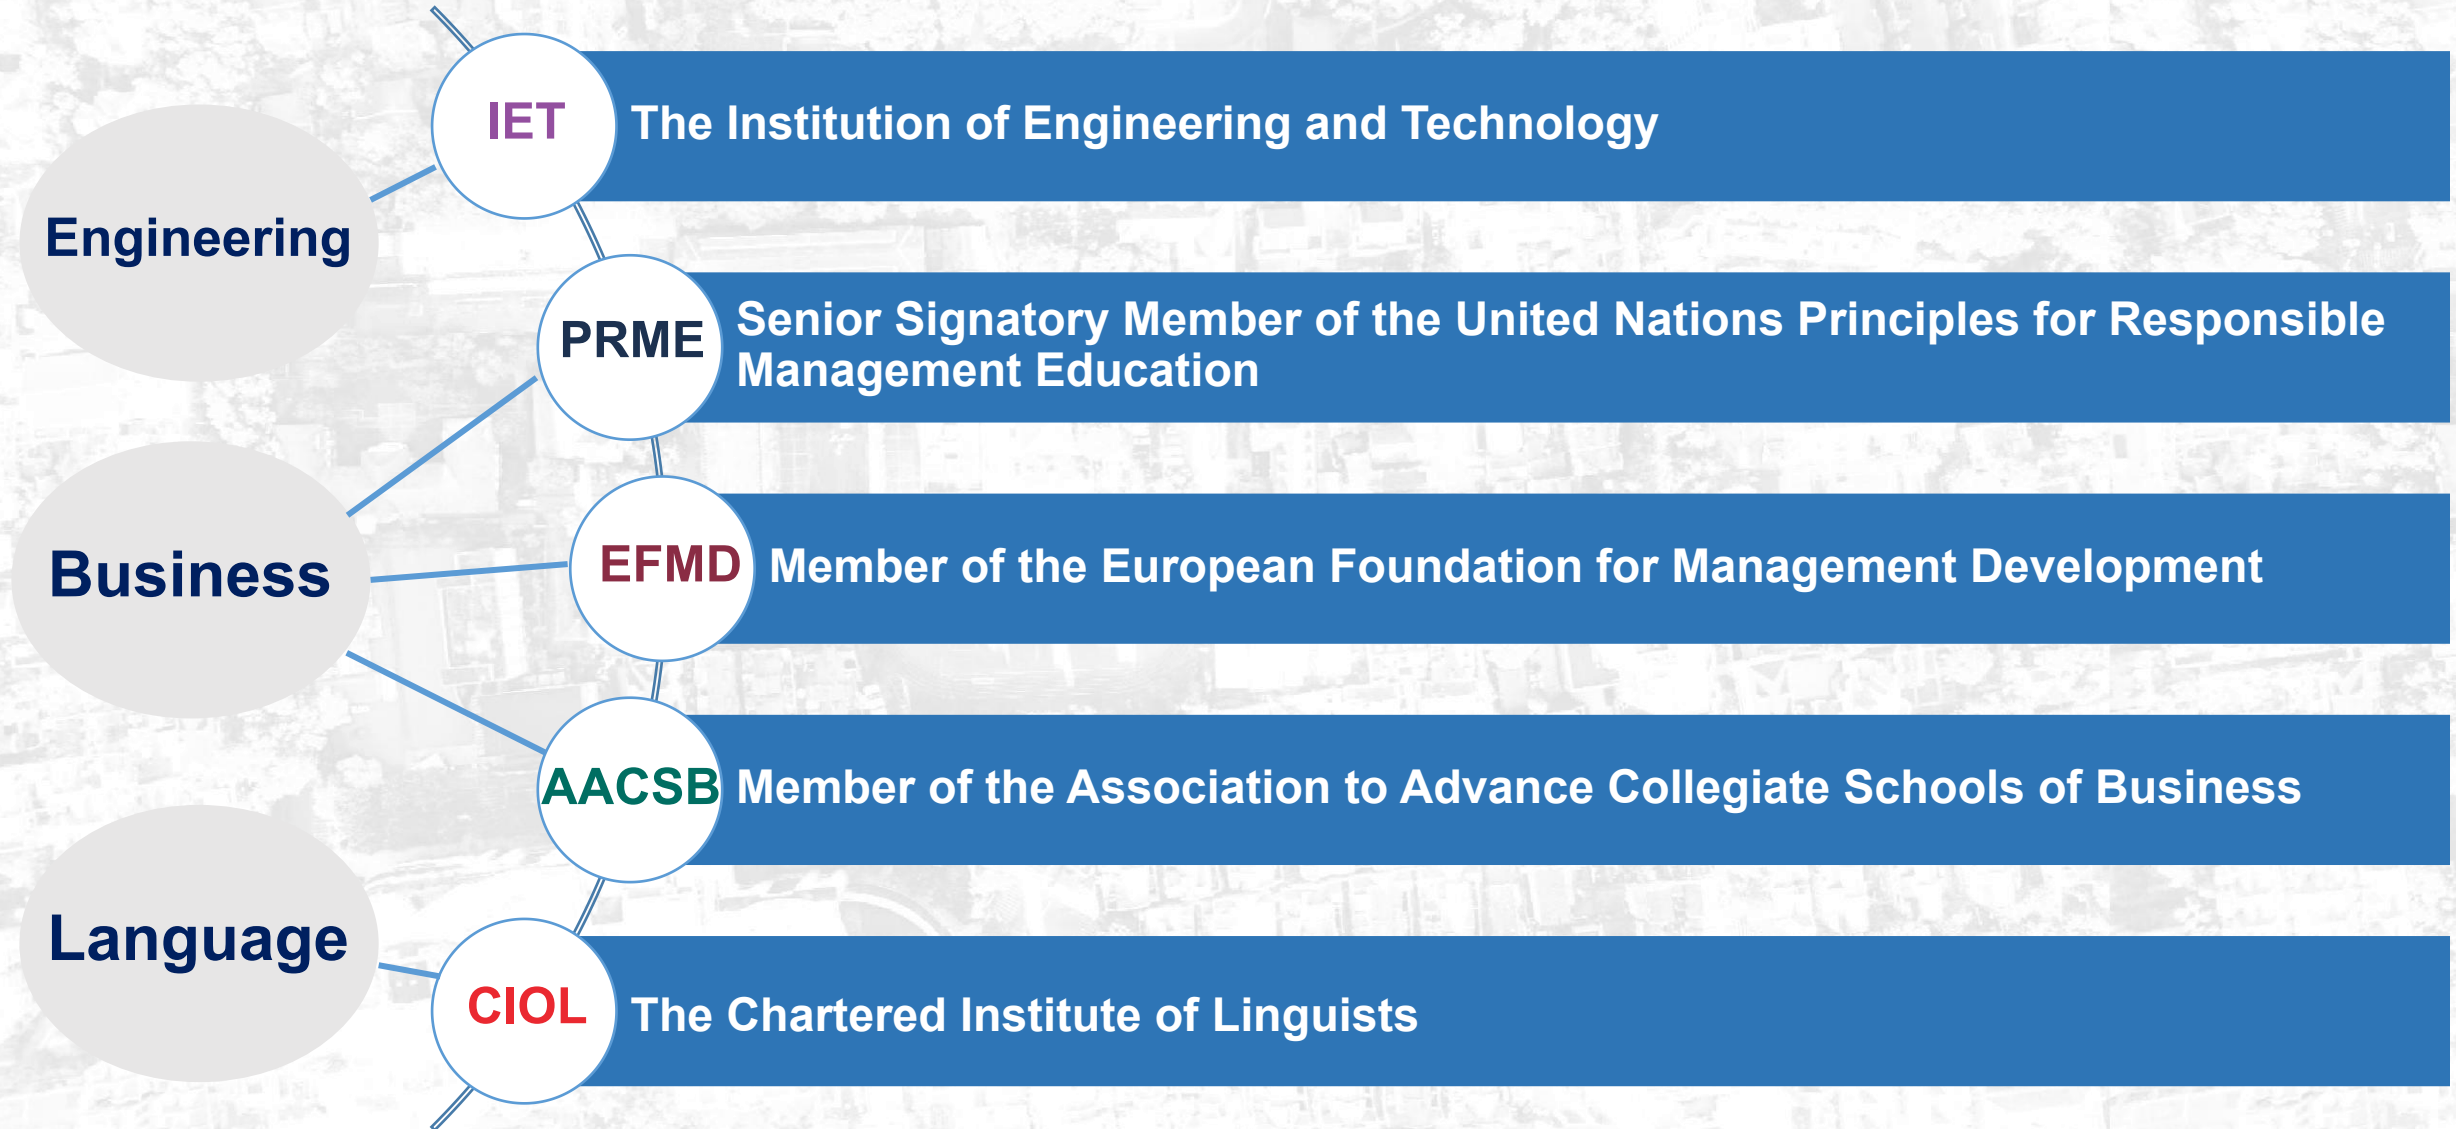 Engineering
Business
Language
IET
The Institution of Engineering and Technology
PRME
Senior Signatory Member of the United Nations Principles for Responsible
Management Education
EFMD
Member of the European Foundation for Management Development
AACSB
Member of the Association to Advance Collegiate Schools of Business
CIOL
The Chartered Institute of Linguists